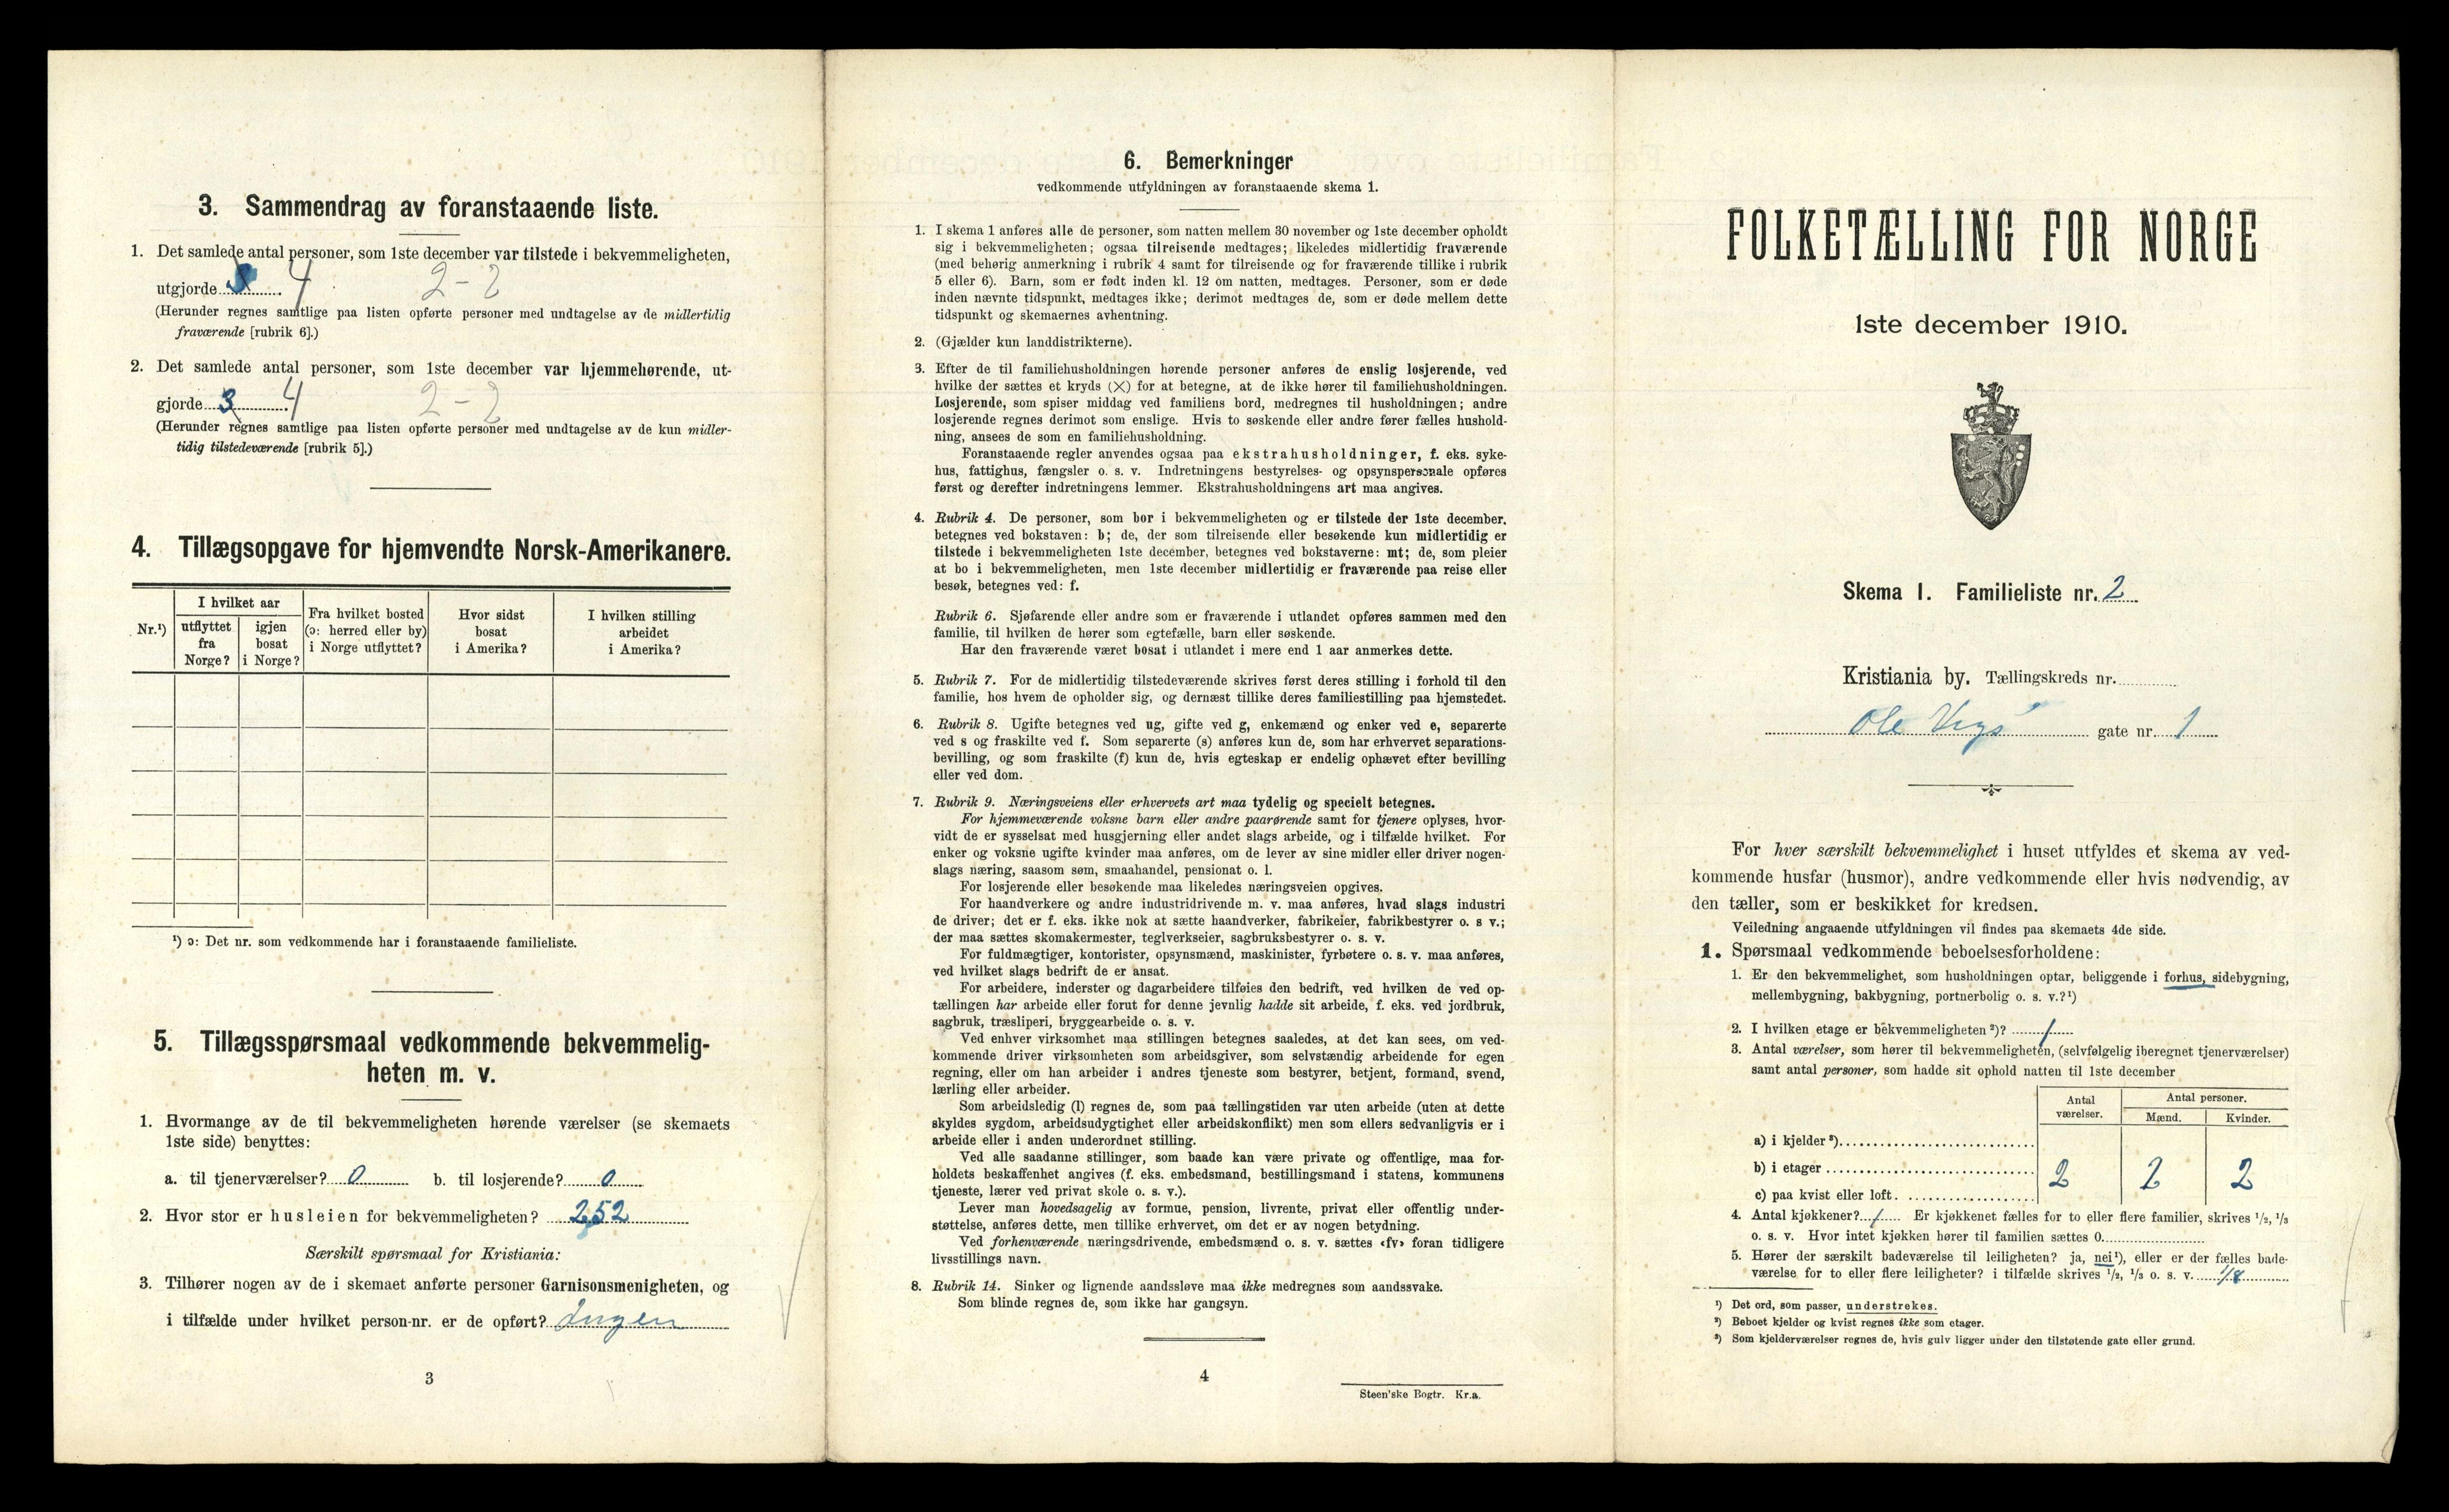 3. Sammendrag av foranstaaende liste.
1. Det samlede antal personer, som 1ste december var tilstede i bekvemmeligheten,
utgjorde 4 2-2
(Herunder regnes samtlige paa listen opførte personer med undtagelse av de midlertidig
fraværende [rubrik 6].)
2. Det samlede antal personer, som 1ste december var hjemmehørende, ut-
gjorde 3 4 2-2
(Herunder regnes samtlige paa listen opførte personer med undtagelse av de kun midler-
tidig tilstedeværende [rubrik 5].)
4. Tillægsopgave for hjemvendte Norsk-Amerikanere.
Nr.¹)
I hvilket aar
utflyttet
fra
Norge?
igjen
bosat
i Norge?
Fra hvilket bosted
(ɔ: herred eller by)
i Norge utflyttet?
Hvor sidst
bosat
i Amerika?
I hvilken stilling
arbeidet
i Amerika?
¹) ɔ: Det nr. som vedkommende har i foranstaaende familieliste.
5. Tillægsspørsmaal vedkommende bekvemmelig-
heten m. v.
1. Hvormange av de til bekvemmeligheten hørende værelser (se skemaets
1ste side) benyttes:
a. til tjenerværelser? 0 b. til losjerende? 0
2. Hvor stor er husleien for bekvemmeligheten? 252
Særskilt spørsmaal for Kristiania:
3. Tilhører nogen av de i skemaet anførte personer Garnisonsmenigheten, og
i tilfælde under hvilket person-nr. er de opført? Ingen
3
6. Bemerkninger
vedkommende utfyldningen av foranstaaende skema 1.
1. I skema 1 anføres alle de personer, som natten mellem 30 november og 1ste december opholdt
sig i bekvemmeligheten; ogsaa tilreisende medtages; likeledes midlertidig fraværende
(med behørig anmerkning i rubrik 4 samt for tilreisende og for fraværende tillike i rubrik
5 eller 6). Barn, som er født inden kl. 12 om natten, medtages. Personer, som er døde
inden nævnte tidspunkt, medtages ikke; derimot medtages de, som er døde mellem dette
tidspunkt og skemaernes avhentning.
2. (Gjælder kun landdistrikterne).
3. Efter de til familiehusholdningen hørende personer anføres de enslig losjerende, ved
hvilke der sættes et kryds (×) for at betegne, at de ikke hører til familiehusholdningen.
Losjerende, som spiser middag ved familiens bord, medregnes til husholdningen; andre
losjerende regnes derimot som enslige. Hvis to søskende eller andre fører fælles hushold-
ning, ansees de som en familiehusholdning.
Foranstaaende regler anvendes ogsaa paa ekstrahusholdninger, f. eks. syke-
hus, fattighus, fængsler o. s. v. Indretningens bestyrelses- og opsynspersonale opføres
først og derefter indretningens lemmer. Ekstrahusholdningens art maa angives.
4. Rubrik 4. De personer, som bor i bekvemmeligheten og er tilstede der 1ste december,
betegnes ved bokstaven: b; de, der som tilreisende eller besøkende kun midlertidig er
tilstede i bekvemmeligheten 1ste december, betegnes ved bokstaverne: mt; de, som pleier
at bo i bekvemmeligheten, men 1ste december midlertidig er fraværende paa reise eller
besøk, betegnes ved: f.
Rubrik 6. Sjøfarende eller andre som er fraværende i utlandet opføres sammen med den
familie, til hvilken de hører som egtefælle, barn eller søskende.
Har den fraværende været bosat i utlandet i mere end 1 aar anmerkes dette.
5. Rubrik 7. For de midlertidig tilstedeværende skrives først deres stilling i forhold til den
familie, hos hvem de opholder sig, og dernæst tillike deres familiestilling paa hjemstedet.
6. Rubrik 8. Ugifte betegnes ved ug, gifte ved g, enkemænd og enker ved e, separerte
ved s og fraskilte ved f. Som separerte (s) anføres kun de, som har erhvervet separations-
bevilling, og som fraskilte (f) kun de, hvis egteskap er endelig ophævet efter bevilling
eller ved dom.
7. Rubrik 9. Næringsveiens eller erhvervets art maa tydelig og specielt betegnes.
For hjemmeværende voksne barn eller andre paarørende samt for tjenere oplyses, hvor-
vidt de er sysselsat med husgjerning eller andet slags arbeide, og i tilfælde hvilket. For
enker og voksne ugifte kvinder maa anføres, om de lever av sine midler eller driver nogen-
slags næring, saasom søm, smaahandel, pensionat o. l.
For losjerende eller besøkende maa likeledes næringsveien opgives.
For haandverkere og andre industridrivende m. v. maa anføres, hvad slags industri
de driver; det er f. eks. ikke nok at sætte haandverker, fabrikeier, fabrikbestyrer o. s v.;
der maa sættes skomakermester, teglverkseier, sagbruksbestyrer o. s. v.
For fuldmægtiger, kontorister, opsynsmænd, maskinister, fyrbøtere o. s. v. maa anføres,
ved hvilket slags bedrift de er ansat.
For arbeidere, inderster og dagarbeidere tilføies den bedrift, ved hvilken de ved op-
tællingen har arbeide eller forut for denne jevnlig hadde sit arbeide, f. eks. ved jordbruk,
sagbruk, træsliperi, bryggearbeide o. s. v.
Ved enhver virksomhet maa stillingen betegnes saaledes, at det kan sees, om ved-
kommende driver virksomheten som arbeidsgiver, som selvstændig arbeidende for egen
regning, eller om han arbeider i andres tjeneste som bestyrer, betjent, formand, svend,
lærling eller arbeider.
Som arbeidsledig (l) regnes de, som paa tællingstiden var uten arbeide (uten at dette
skyldes sygdom, arbeidsudygtighet eller arbeidskonflikt) men som ellers sedvanligvis er i
arbeide eller i anden underordnet stilling.
Ved alle saadanne stillinger, som baade kan være private og offentlige, maa for-
holdets beskaffenhet angives (f. eks. embedsmand, bestillingsmand i statens, kommunens
tjeneste, lærer ved privat skole o. s. v.).
Lever man hovedsagelig av formue, pension, livrente, privat eller offentlig under-
støttelse, anføres dette, men tillike erhvervet, om det er av nogen betydning.
Ved forhenværende næringsdrivende, embedsmænd o. s. v. sættes «fv» foran tidligere
livsstillings navn.
8. Rubrik 14. Sinker og lignende aandssløve maa ikke medregnes som aandssvake.
Som blinde regnes de, som ikke har gangsyn.
4
Steen'ske Bogtr. Kr.a.
FOLKETÆLLING FOR NORGE
1ste december 1910.
Skema 1. Familieliste nr. 2
Kristiania by. Tællingskreds nr.
Ole Vigs' gate nr. 1
For hver særskilt bekvemmelighet i huset utfyldes et skema av ved-
kommende husfar (husmor), andre vedkommende eller hvis nødvendig, av
den tæller, som er beskikket for kredsen.
Veiledning angaaende utfyldningen vil findes paa skemaets 4de side.
1. Spørsmaal vedkommende beboelsesforholdene:
1. Er den bekvemmelighet, som husholdningen optar, beliggende i forhus, sidebygning,
mellembygning, bakbygning, portnerbolig o. s. v.?¹)
2. I hvilken etage er bekvemmeligheten²)? 1
3. Antal værelser, som hører til bekvemmeligheten, (selvfølgelig iberegnet tjenerværelser)
samt antal personer, som hadde sit ophold natten til 1ste december
Antal
værelser.
Antal personer.
Mænd. Kvinder.
a) i kjelder³)
b) i etager 2 2 2
c) paa kvist eller loft
4. Antal kjøkkener? 1 Er kjøkkenet fælles for to eller flere familier, skrives ¹/₂, ¹/₃
o. s. v. Hvor intet kjøkken hører til familien sættes 0.
5. Hører der særskilt badeværelse til leiligheten? ja, nei¹), eller er der fælles bade-
værelse for to eller flere leiligheter? i tilfælde skrives ¹/₂, ¹/₃ o. s. v. 1/8
¹) Det ord, som passer, understrekes.
²) Beboet kjelder og kvist regnes ikke som etager.
³) Som kjelderværelser regnes de, hvis gulv ligger under den tilstøtende gate eller grund.